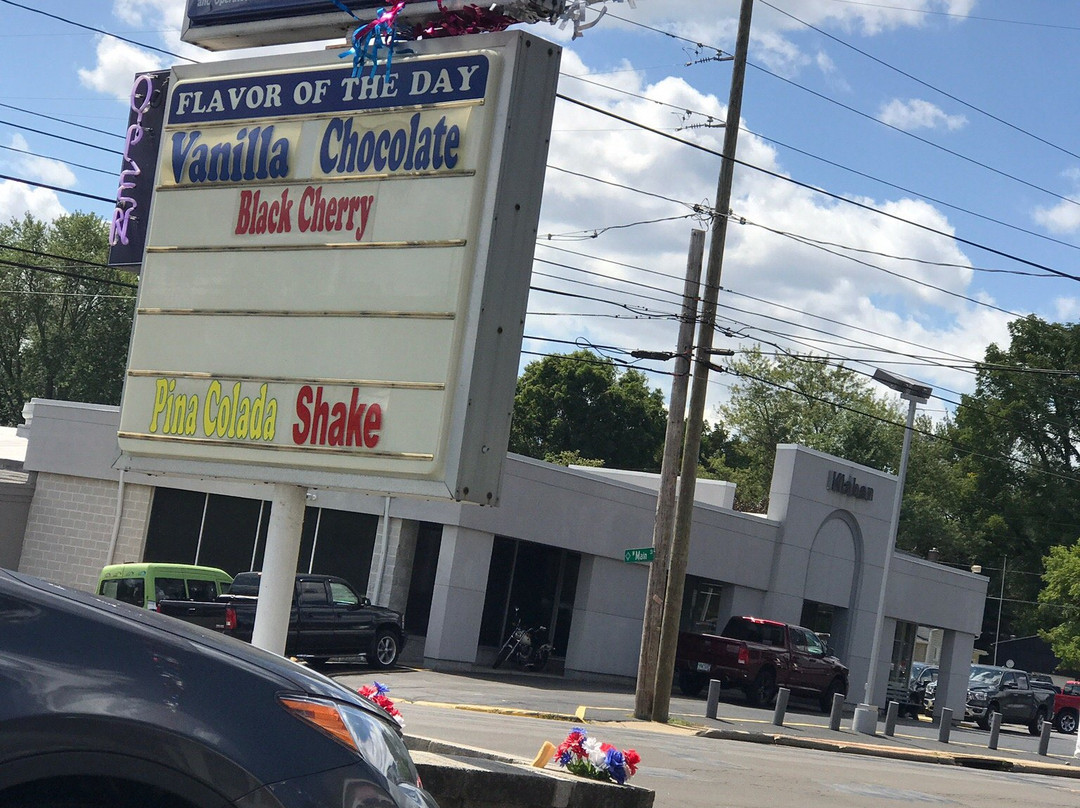 FLAVOR OF THE DAY
Vanilla Chocolate
Black Cherry
Pina Colada Shake
OPEN
W Main